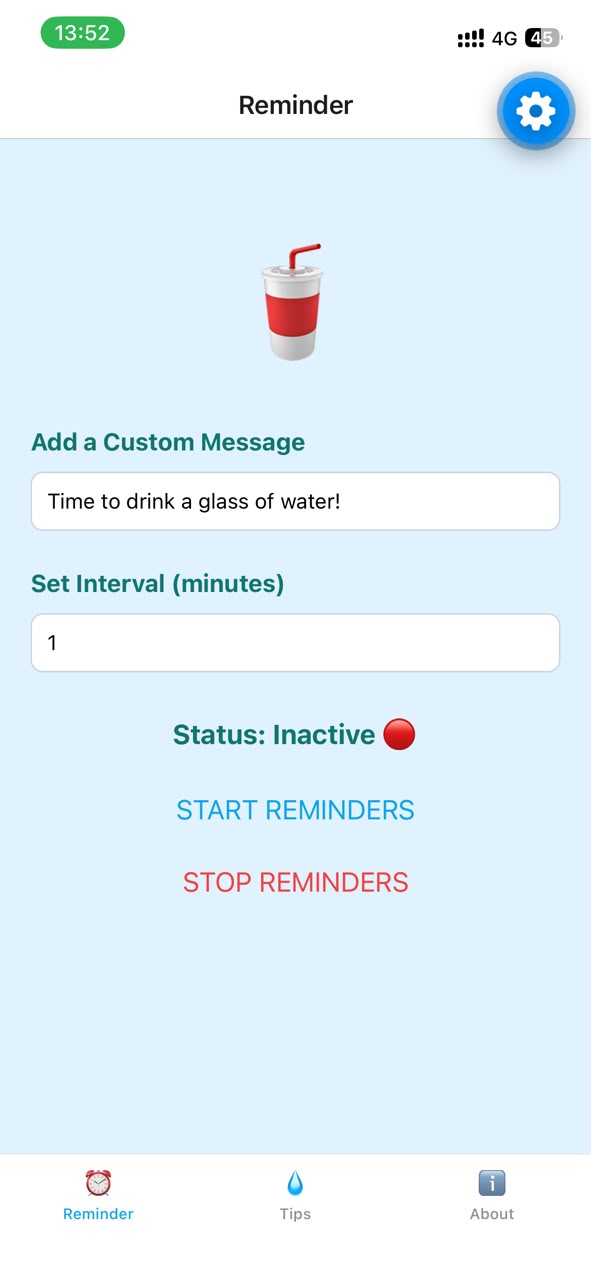 13:52
4G 45
Reminder
Add a Custom Message
Time to drink a glass of water!
Set Interval (minutes)
1
Status: Inactive 🔴
START REMINDERS
STOP REMINDERS
Reminder
Tips
About